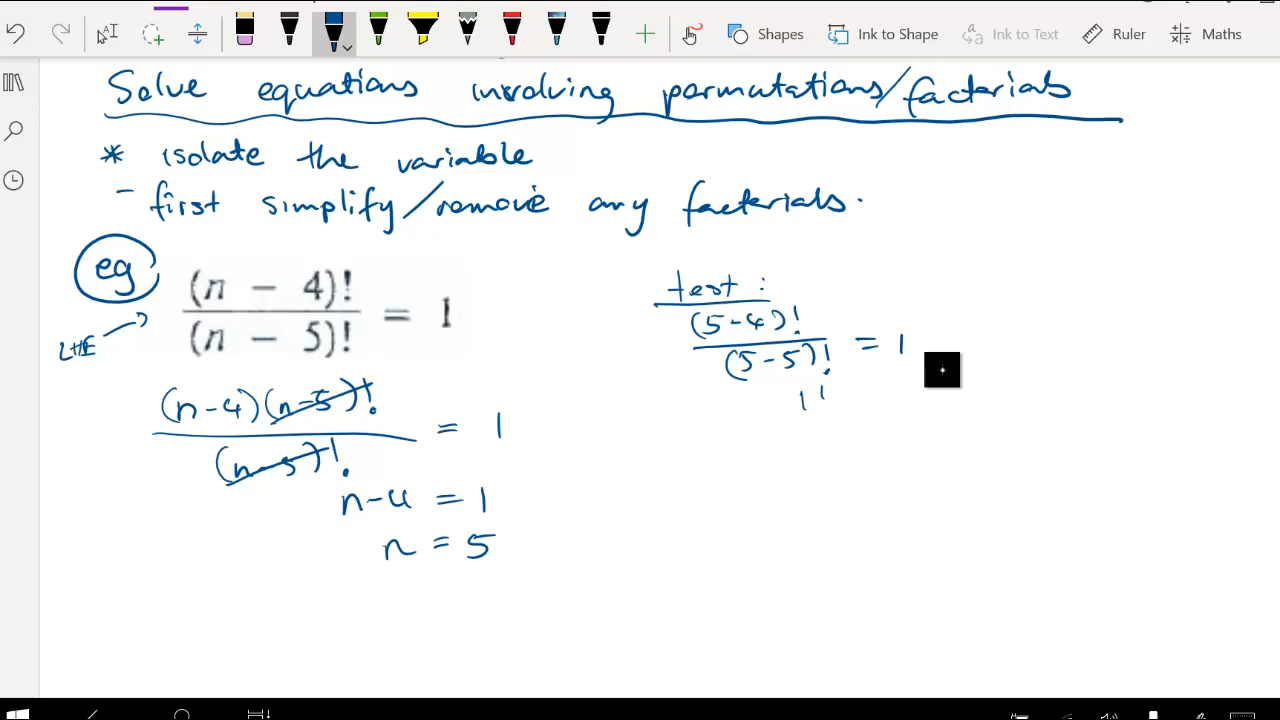 Shapes Ink to Shape Ink to Text Ruler Maths
Solve equations involving permutations/factorials
* isolate the variable
- first simplify/remove any factorials.
eg
(n - 4)!
(n - 5)!
= 1
(n-4)(n-5)!
(n-5)!
= 1
n-4 = 1
n = 5
test:
(5-4)!
(5-5)!
= 1